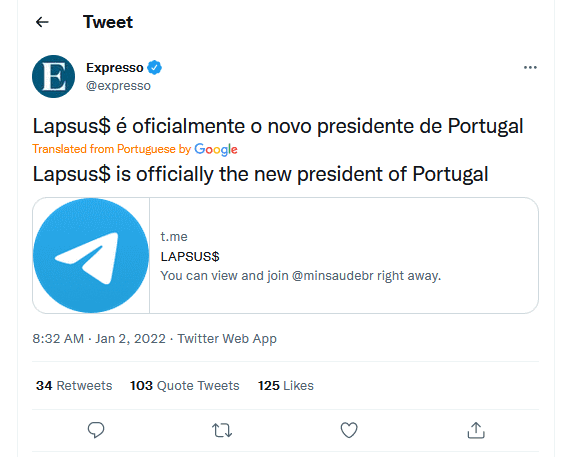 Tweet
Expresso
@expresso
Lapsus$ é oficialmente o novo presidente de Portugal
Translated from Portuguese by Google
Lapsus$ is officially the new president of Portugal
t.me
LAPSUS$
You can view and join @minsaudebr right away.
8:32 AM · Jan 2, 2022 · Twitter Web App
34 Retweets 103 Quote Tweets 125 Likes